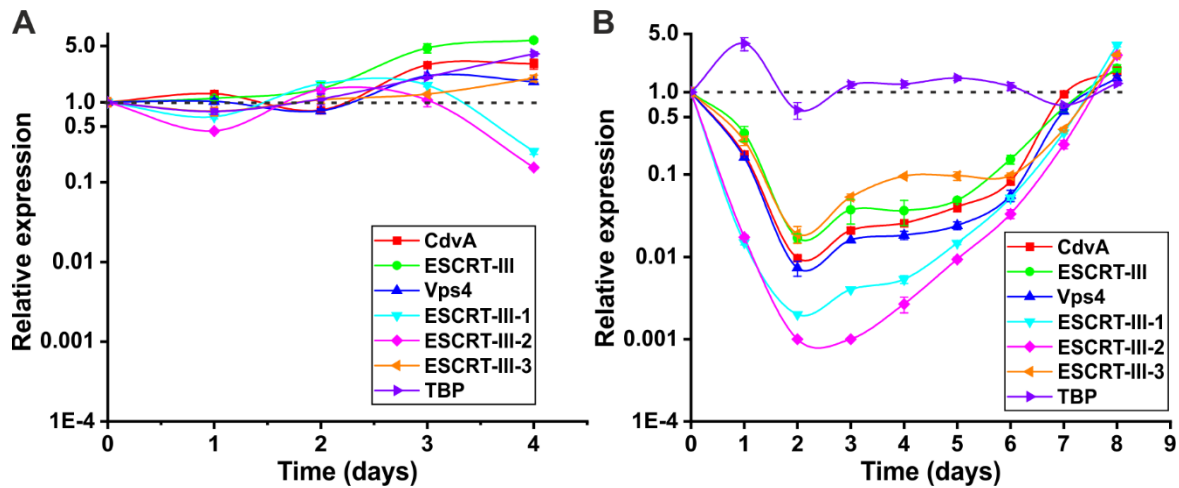 A
Relative expression
5.0
1.0
0.5
0.1
0.01
0.001
1E-4
CdvA
ESCRT-III
Vps4
ESCRT-III-1
ESCRT-III-2
ESCRT-III-3
TBP
0 1 2 3 4
Time (days)
B
Relative expression
5.0
1.0
0.5
0.1
0.01
0.001
1E-4
CdvA
ESCRT-III
Vps4
ESCRT-III-1
ESCRT-III-2
ESCRT-III-3
TBP
0 1 2 3 4 5 6 7 8 9
Time (days)